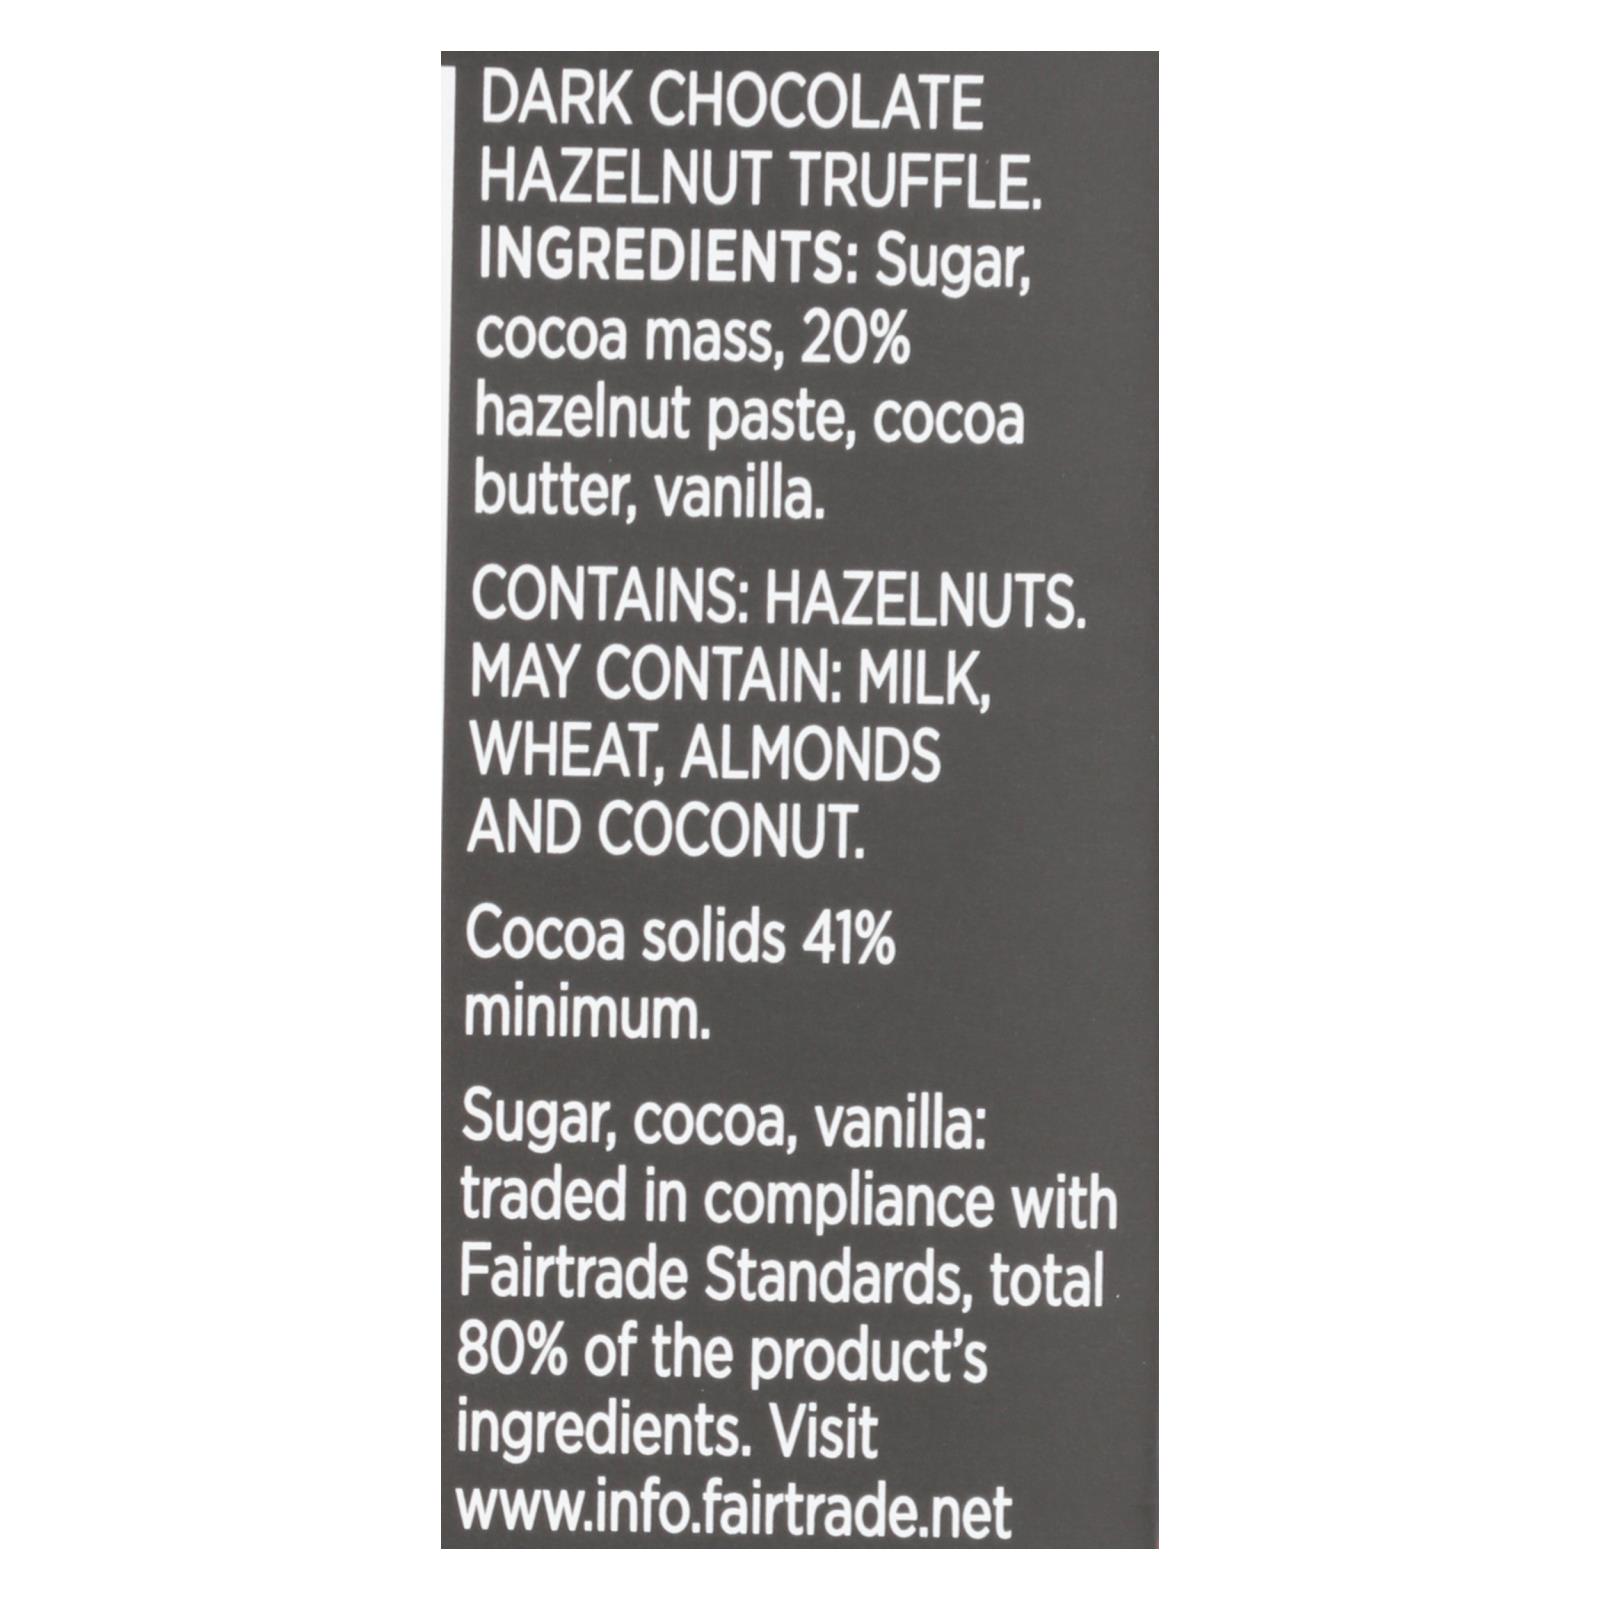 DARK CHOCOLATE
HAZELNUT TRUFFLE.
INGREDIENTS: Sugar,
cocoa mass, 20%
hazelnut paste, cocoa
butter, vanilla.
CONTAINS: HAZELNUTS.
MAY CONTAIN: MILK,
WHEAT, ALMONDS
AND COCONUT.
Cocoa solids 41%
minimum.
Sugar, cocoa, vanilla:
traded in compliance with
Fairtrade Standards, total
80% of the product's
ingredients. Visit
www.info.fairtrade.net